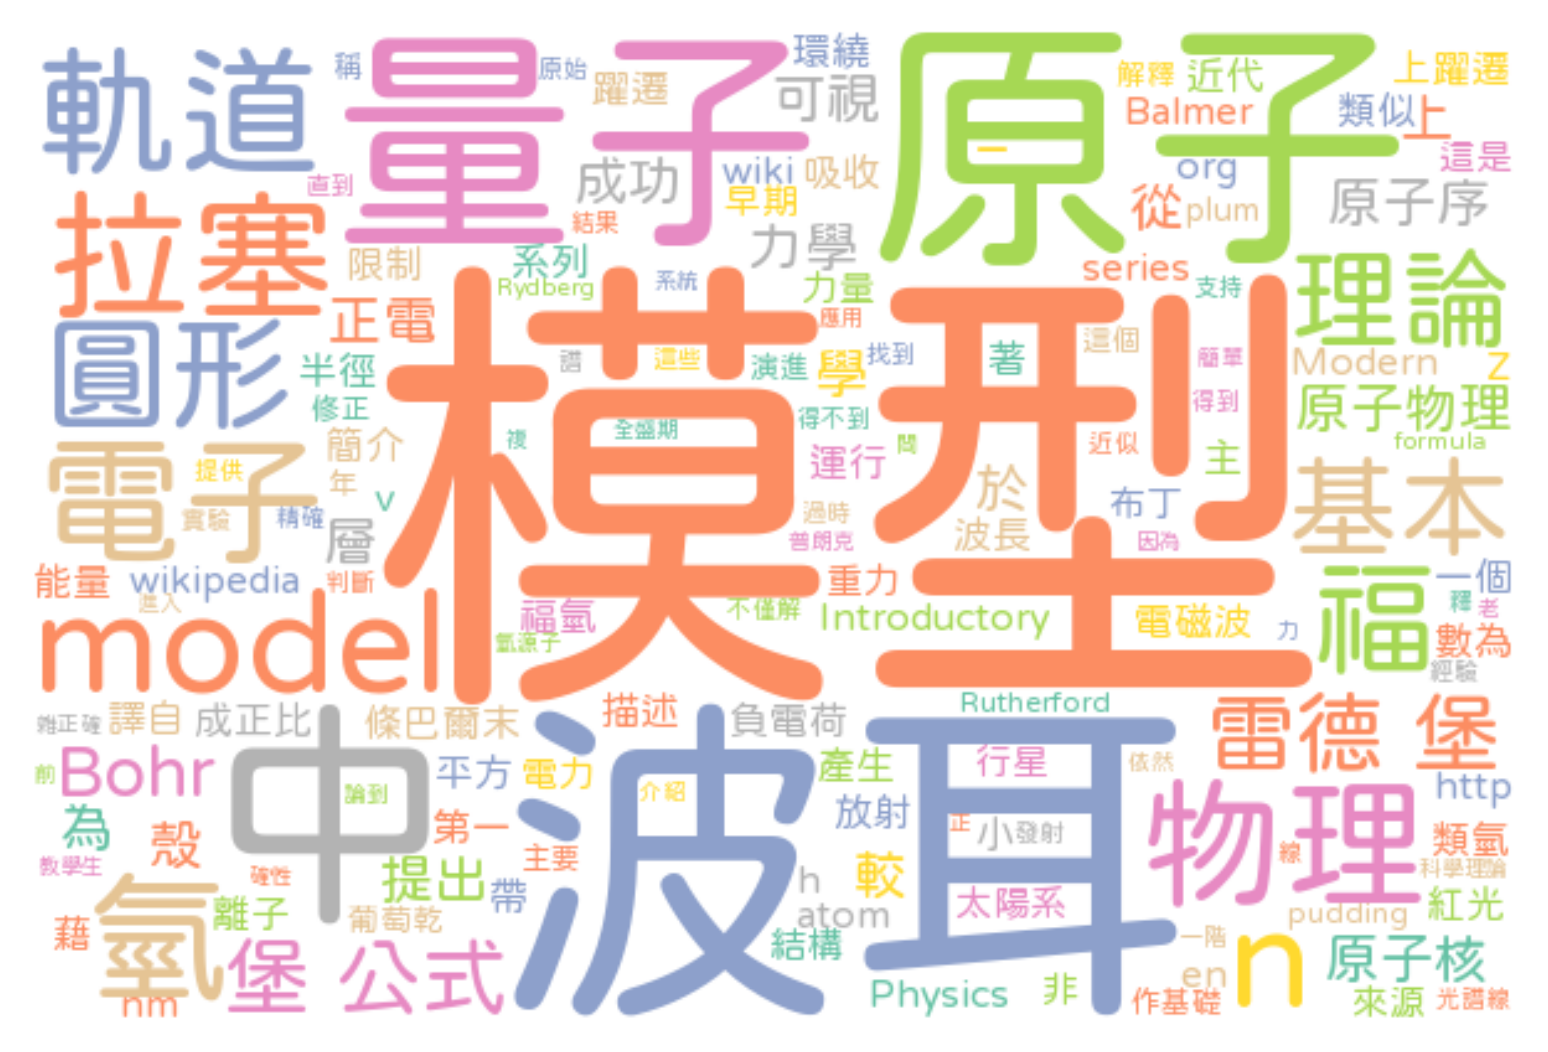 軌道
稱
量子
原始
躍遷
環繞
可視
原子
解釋
近代
上躍遷
Balmer
類似
上
這是
直到
成功
wiki
吸收
早期
一
org
從
plum
原子序
結果
力學
拉塞
限制
系列
Rydberg
系統
力量
series
支持
理論
正電
應用
圓形
半徑
修正
模型
譜
這些
演進
學
找到
著
這個
簡單
Modern
Z
得到
原子物理
全盛期
得不到
複
簡介
運行
問
近似
主
formula
電子
提供
年
v
實驗
精確
層
於
波長
布丁
因為
基本
過時
普朗克
能量
wikipedia
判斷
進入
重力
福
一個
釋
老
model
福氫
氫源子
不僅解
Introductory
電磁波
力
數為
經驗
雜正確
譯自
成正比
條巴爾末
描述
負電荷
Rutherford
雷德 堡
前
Bohr
中
論到
平方
電力
介紹
波耳
產生
行星
依然
http
為
殼
第一
放射
正
小
發射
物理
線
類氫
教學生
確性
提出
主要
帶
h
較
科學理論
氫
離子
藉
葡萄乾
atom
太陽系
pudding
紅光
堡
公式
結構
一階
n
原子核
nm
Physics
非
en
作基礎
來源
光譜線